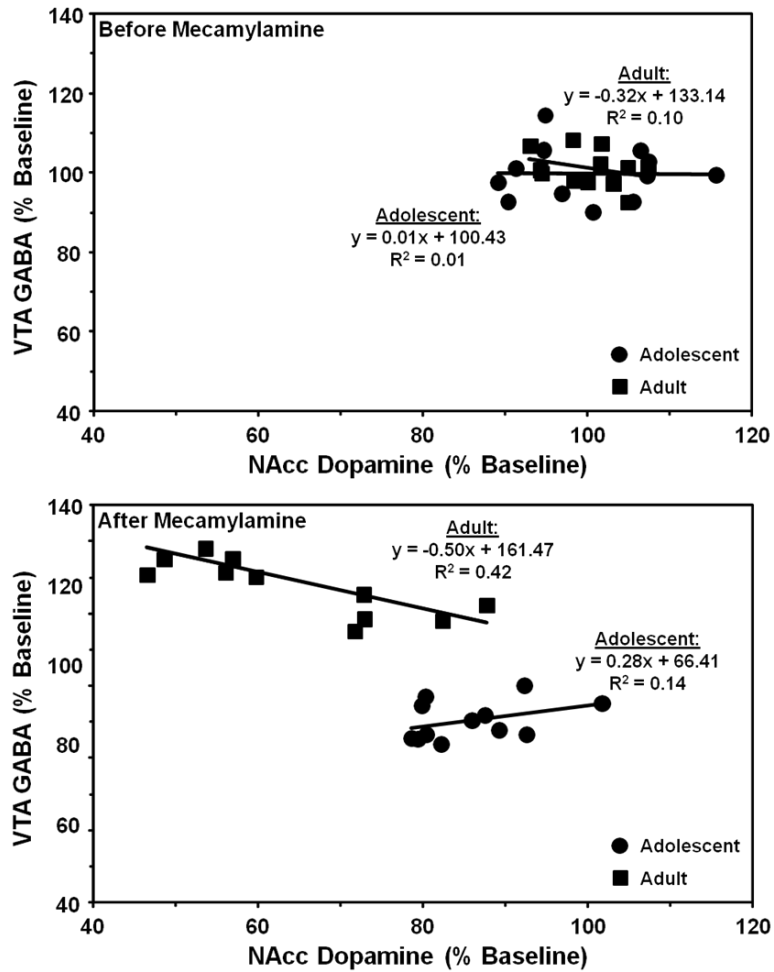 Before Mecamylamine
140
120
100
80
60
40
VTA GABA (% Baseline)
Adult:
y = -0.32x + 133.14
R² = 0.10
Adolescent:
y = 0.01x + 100.43
R² = 0.01
Adolescent
Adult
40
60
80
100
120
NAcc Dopamine (% Baseline)
After Mecamylamine
140
120
100
80
60
40
VTA GABA (% Baseline)
Adult:
y = -0.50x + 161.47
R² = 0.42
Adolescent:
y = 0.28x + 66.41
R² = 0.14
Adolescent
Adult
40
60
80
100
120
NAcc Dopamine (% Baseline)